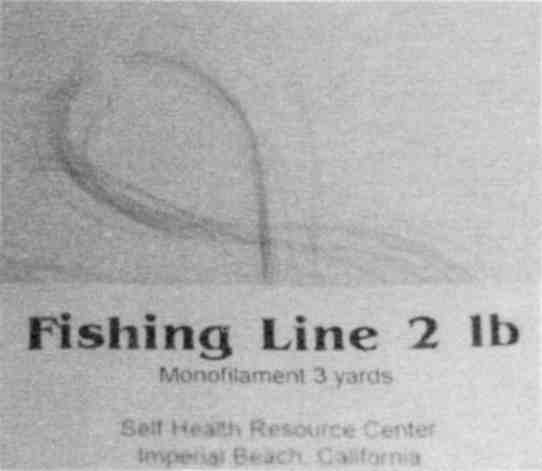 Fishing Line 2 lb
Monofilament 3 yards
Self Health Resource Center
Imperial Beach, California